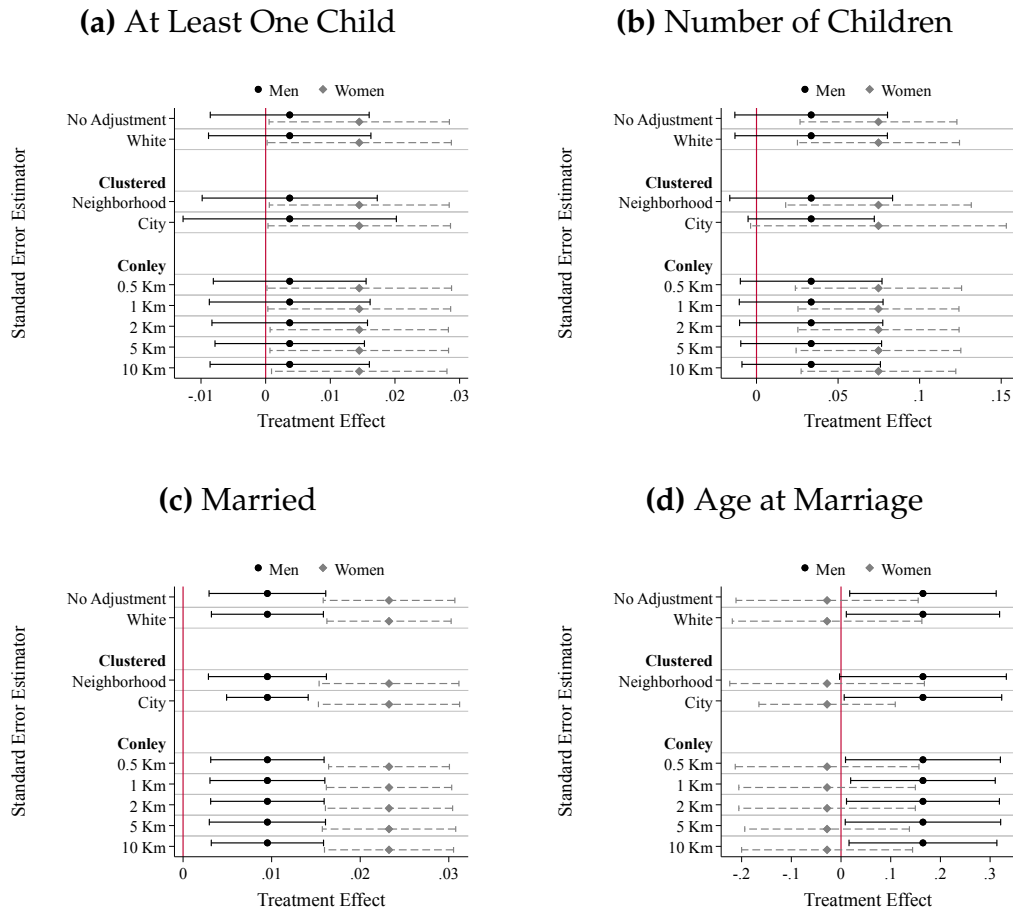 (a) At Least One Child
Men Women
Standard Error Estimator
No Adjustment
White
Clustered
Neighborhood
City
Conley
0.5 Km
1 Km
2 Km
5 Km
10 Km
-.01 0 .01 .02 .03
Treatment Effect
(b) Number of Children
Men Women
Standard Error Estimator
No Adjustment
White
Clustered
Neighborhood
City
Conley
0.5 Km
1 Km
2 Km
5 Km
10 Km
0 .05 .1 .15
Treatment Effect
(c) Married
Men Women
Standard Error Estimator
No Adjustment
White
Clustered
Neighborhood
City
Conley
0.5 Km
1 Km
2 Km
5 Km
10 Km
0 .01 .02 .03
Treatment Effect
(d) Age at Marriage
Men Women
Standard Error Estimator
No Adjustment
White
Clustered
Neighborhood
City
Conley
0.5 Km
1 Km
2 Km
5 Km
10 Km
-.2 -.1 0 .1 .2 .3
Treatment Effect